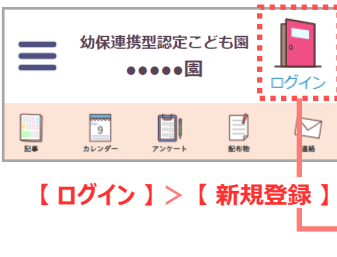 幼保連携型認定こども園
●●●●●園
ログイン
9
記事 カレンダー アンケート 配布物 連絡
【 ログイン 】＞【 新規登録 】